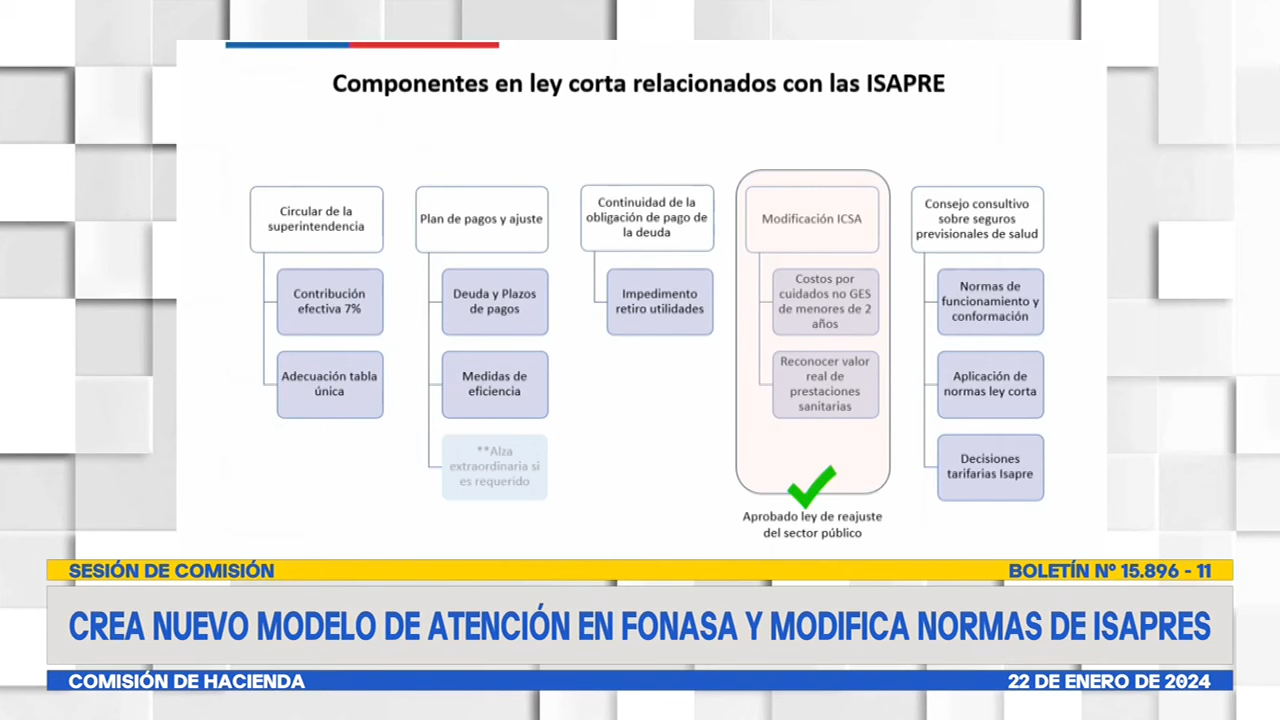 Componentes en ley corta relacionados con las ISAPRE
Circular de la
superintendencia
Contribución
efectiva 7%
Adecuación tabla
única
Plan de pagos y ajuste
Deuda y Plazos
de pagos
Medidas de
eficiencia
**Alza
extraordinaria si
es requerido
Continuidad de la
obligación de pago de
la deuda
Impedimento
retiro utilidades
Modificación ICSA
Costos por
cuidados no GES
de menores de 2
años
Reconocer valor
real de
prestaciones
sanitarias
Aprobado ley de reajuste
del sector público
Consejo consultivo
sobre seguros
previsionales de salud
Normas de
funcionamiento y
conformación
Aplicación de
normas ley corta
Decisiones
tarifarias Isapre
SESIÓN DE COMISIÓN
BOLETÍN N° 15.896 - 11
CREA NUEVO MODELO DE ATENCIÓN EN FONASA Y MODIFICA NORMAS DE ISAPRES
COMISIÓN DE HACIENDA
22 DE ENERO DE 2024